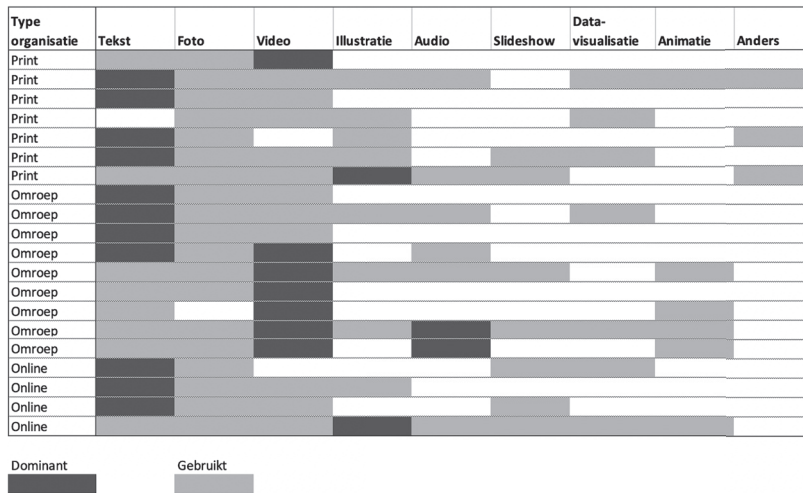 Type organisatie Tekst Foto Video Illustratie Audio Slideshow Data-visualisatie Animatie Anders
Print
Print
Print
Print
Print
Print
Print
Omroep
Omroep
Omroep
Omroep
Omroep
Omroep
Omroep
Omroep
Omroep
Online
Online
Online
Online
Dominant Gebruikt